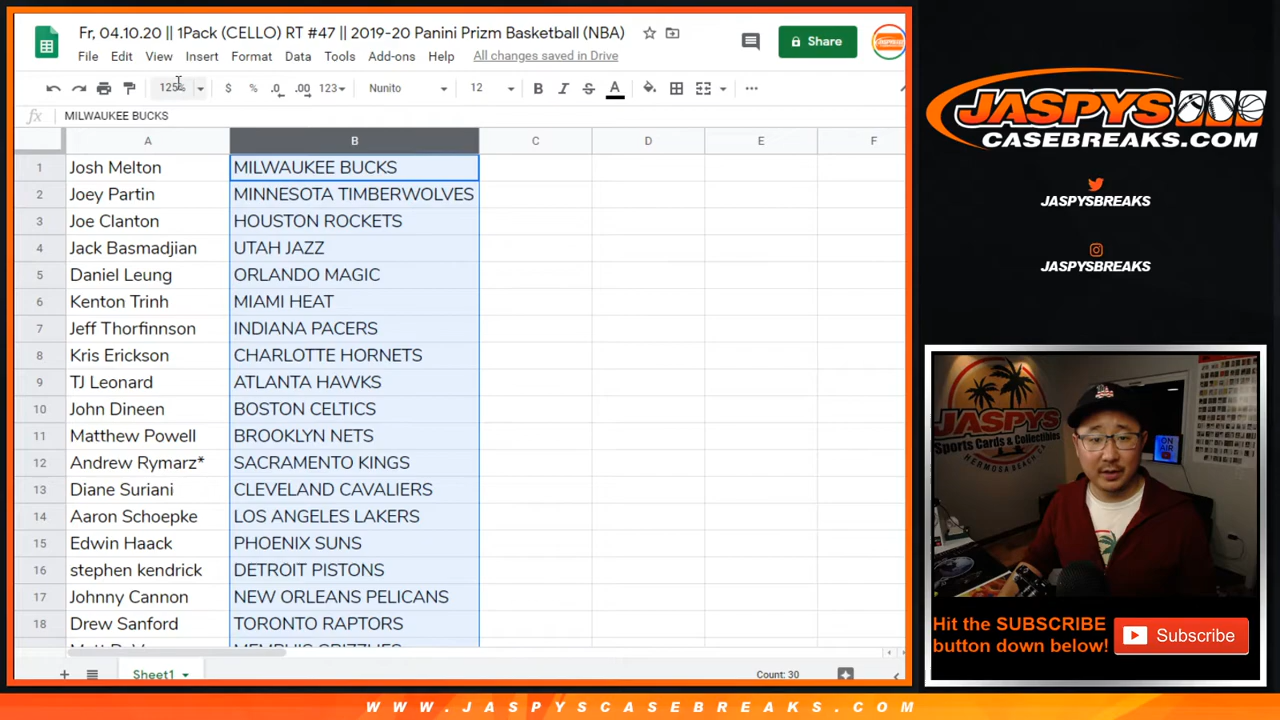 Fr, 04.10.20 || 1Pack (CELLO) RT #47 || 2019-20 Panini Prizm Basketball (NBA)
File Edit View Insert Format Data Tools Add-ons Help All changes saved in Drive
Share
125% $ % .0 .00 123 Nunito 12 B I S A
fx MILWAUKEE BUCKS
A B C D E F
1 Josh Melton MILWAUKEE BUCKS
2 Joey Partin MINNESOTA TIMBERWOLVES
3 Joe Clanton HOUSTON ROCKETS
4 Jack Basmadjian UTAH JAZZ
5 Daniel Leung ORLANDO MAGIC
6 Kenton Trinh MIAMI HEAT
7 Jeff Thorfinnson INDIANA PACERS
8 Kris Erickson CHARLOTTE HORNETS
9 TJ Leonard ATLANTA HAWKS
10 John Dineen BOSTON CELTICS
11 Matthew Powell BROOKLYN NETS
12 Andrew Rymarz* SACRAMENTO KINGS
13 Diane Suriani CLEVELAND CAVALIERS
14 Aaron Schoepke LOS ANGELES LAKERS
15 Edwin Haack PHOENIX SUNS
16 stephen kendrick DETROIT PISTONS
17 Johnny Cannon NEW ORLEANS PELICANS
18 Drew Sanford TORONTO RAPTORS
MEMPHIS GRIZZLIES
Sheet1
Count: 30
JASPYS
CASEBREAKS.COM
JASPYSBREAKS
JASPYSBREAKS
JASPYS
Sports Cards & Collectibles
HERMOSA BEACH
ON AIR
Hit the SUBSCRIBE
button down below!
Subscribe
WWW.JASPYSCASEBREAKS.COM